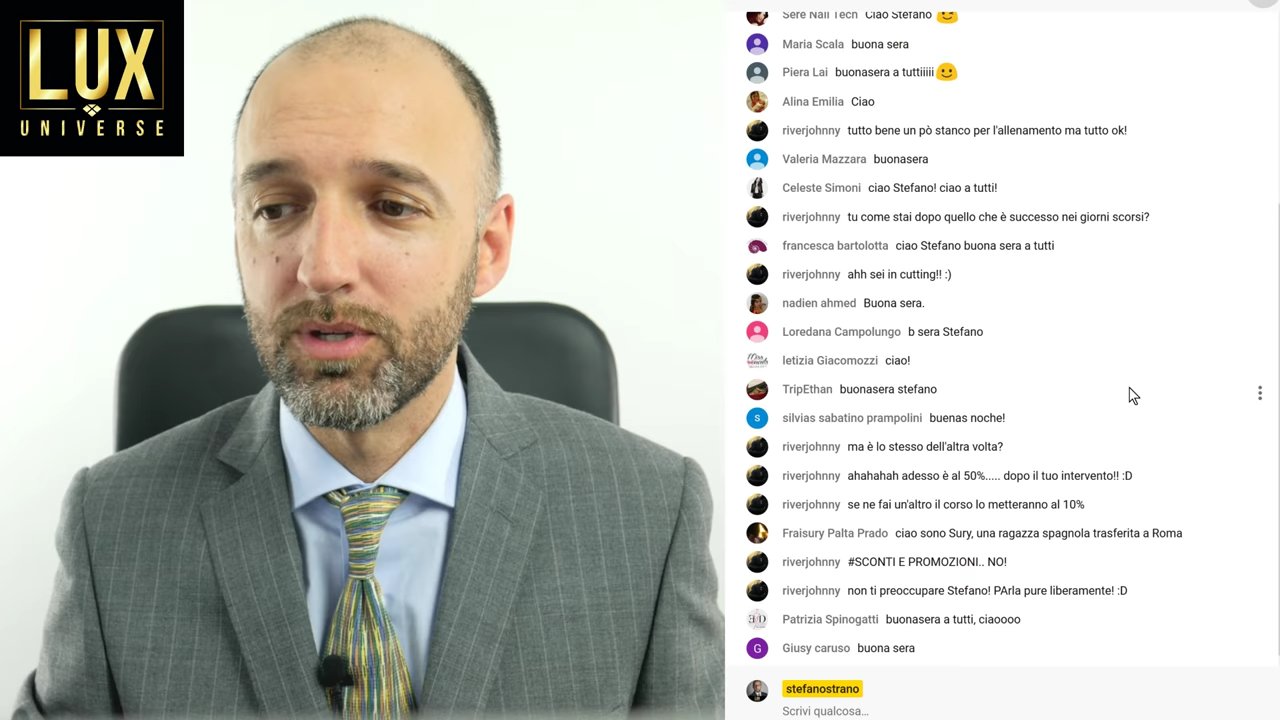 LUX
UNIVERSE
Sere Nail Tech Ciao Stefano
Maria Scala buona sera
Piera Lai buonasera a tuttiiiii
Alina Emilia Ciao
riverjohnny tutto bene un pò stanco per l'allenamento ma tutto ok!
Valeria Mazzara buonasera
Celeste Simoni ciao Stefano! ciao a tutti!
riverjohnny tu come stai dopo quello che è successo nei giorni scorsi?
francesca bartolotta ciao Stefano buona sera a tutti
riverjohnny ahh sei in cutting!! :)
nadien ahmed Buona sera.
Loredana Campolungo b sera Stefano
letizia Giacomozzi ciao!
TripEthan buonasera stefano
s silvias sabatino prampolini buenas noche!
riverjohnny ma è lo stesso dell'altra volta?
riverjohnny ahahahah adesso è al 50%..... dopo il tuo intervento!! :D
riverjohnny se ne fai un'altro il corso lo metteranno al 10%
Fraisury Palta Prado ciao sono Sury, una ragazza spagnola trasferita a Roma
riverjohnny #SCONTI E PROMOZIONI.. NO!
riverjohnny non ti preoccupare Stefano! PArla pure liberamente! :D
Patrizia Spinogatti buonasera a tutti, ciaoooo
G Giusy caruso buona sera
stefanostrano
Scrivi qualcosa...